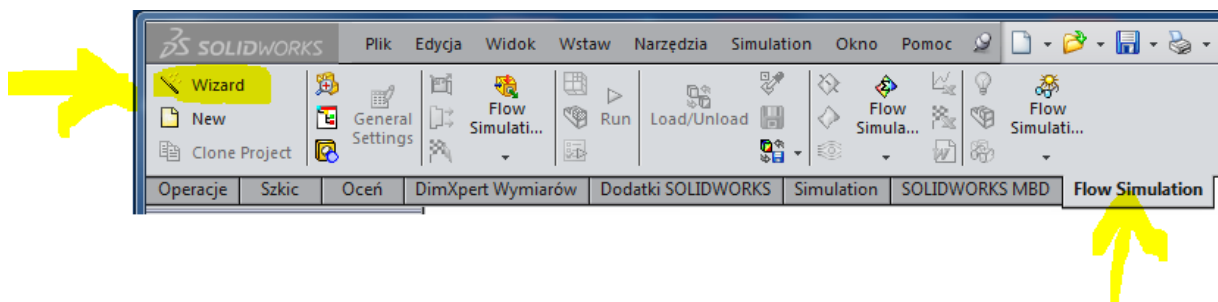 SOLIDWORKS Plik Edycja Widok Wstaw Narzędzia Simulation Okno Pomoc
Wizard
New
Clone Project
General
Settings
Flow
Simulati...
Run
Load/Unload
Flow
Simula...
Flow
Simulati...
Operacje Szkic Oceń DimXpert Wymiarów Dodatki SOLIDWORKS Simulation SOLIDWORKS MBD Flow Simulation